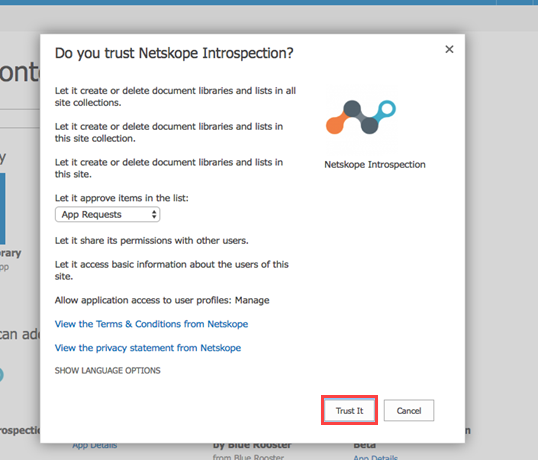 Do you trust Netskope Introspection?
Let it create or delete document libraries and lists in all
site collections.
Let it create or delete document libraries and lists in
this site collection.
Let it create or delete document libraries and lists in
this site.
Let it approve items in the list:
App Requests
Let it share its permissions with other users.
Let it access basic information about the users of this
site.
Allow application access to user profiles: Manage
View the Terms & Conditions from Netskope
View the privacy statement from Netskope
SHOW LANGUAGE OPTIONS
Netskope Introspection
Trust It
Cancel
can add
App Details
by Blue Rooster
from Blue Rooster
Beta
App Details